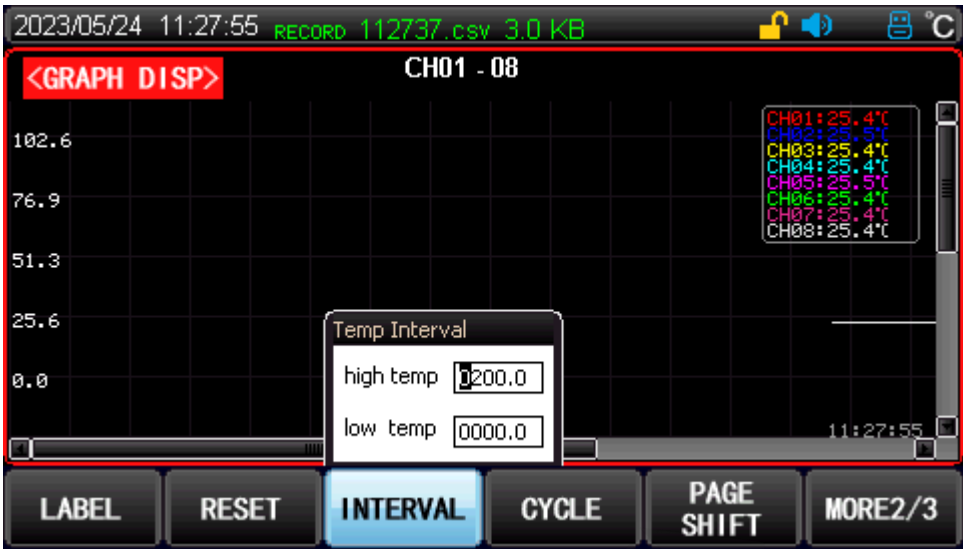 2023/05/24 11:27:55 RECORD 112737.csv 3.0 KB °C
<GRAPH DISP> CH01 - 08
102.6
76.9
51.3
25.6
0.0
CH01:25.4℃
CH02:25.5℃
CH03:25.4℃
CH04:25.4℃
CH05:25.5℃
CH06:25.4℃
CH07:25.4℃
CH08:25.4℃
Temp Interval
high temp 0200.0
low temp 0000.0
11:27:55
LABEL RESET INTERVAL CYCLE PAGE SHIFT MORE2/3